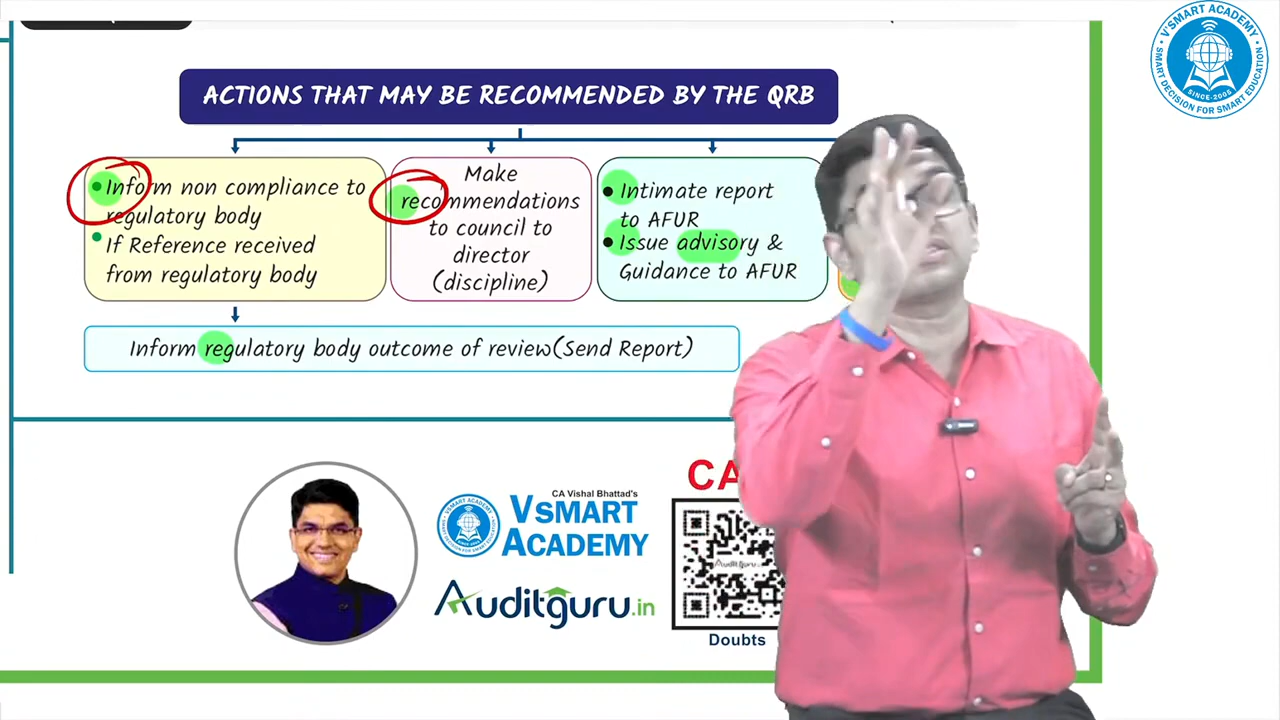 ACTIONS THAT MAY BE RECOMMENDED BY THE QRB
Inform non compliance to
regulatory body
If Reference received
from regulatory body
Make
recommendations
to council to
director
(discipline)
Intimate report
to AFUR
Issue advisory &
Guidance to AFUR
Inform regulatory body outcome of review(Send Report)
CA Vishal Bhattad's
VSMART
ACADEMY
Auditguru.in
CA
Auditguru.in
Doubts
V'SMART ACADEMY
SINCE-2005
SMART DECISION FOR SMART EDUCATION